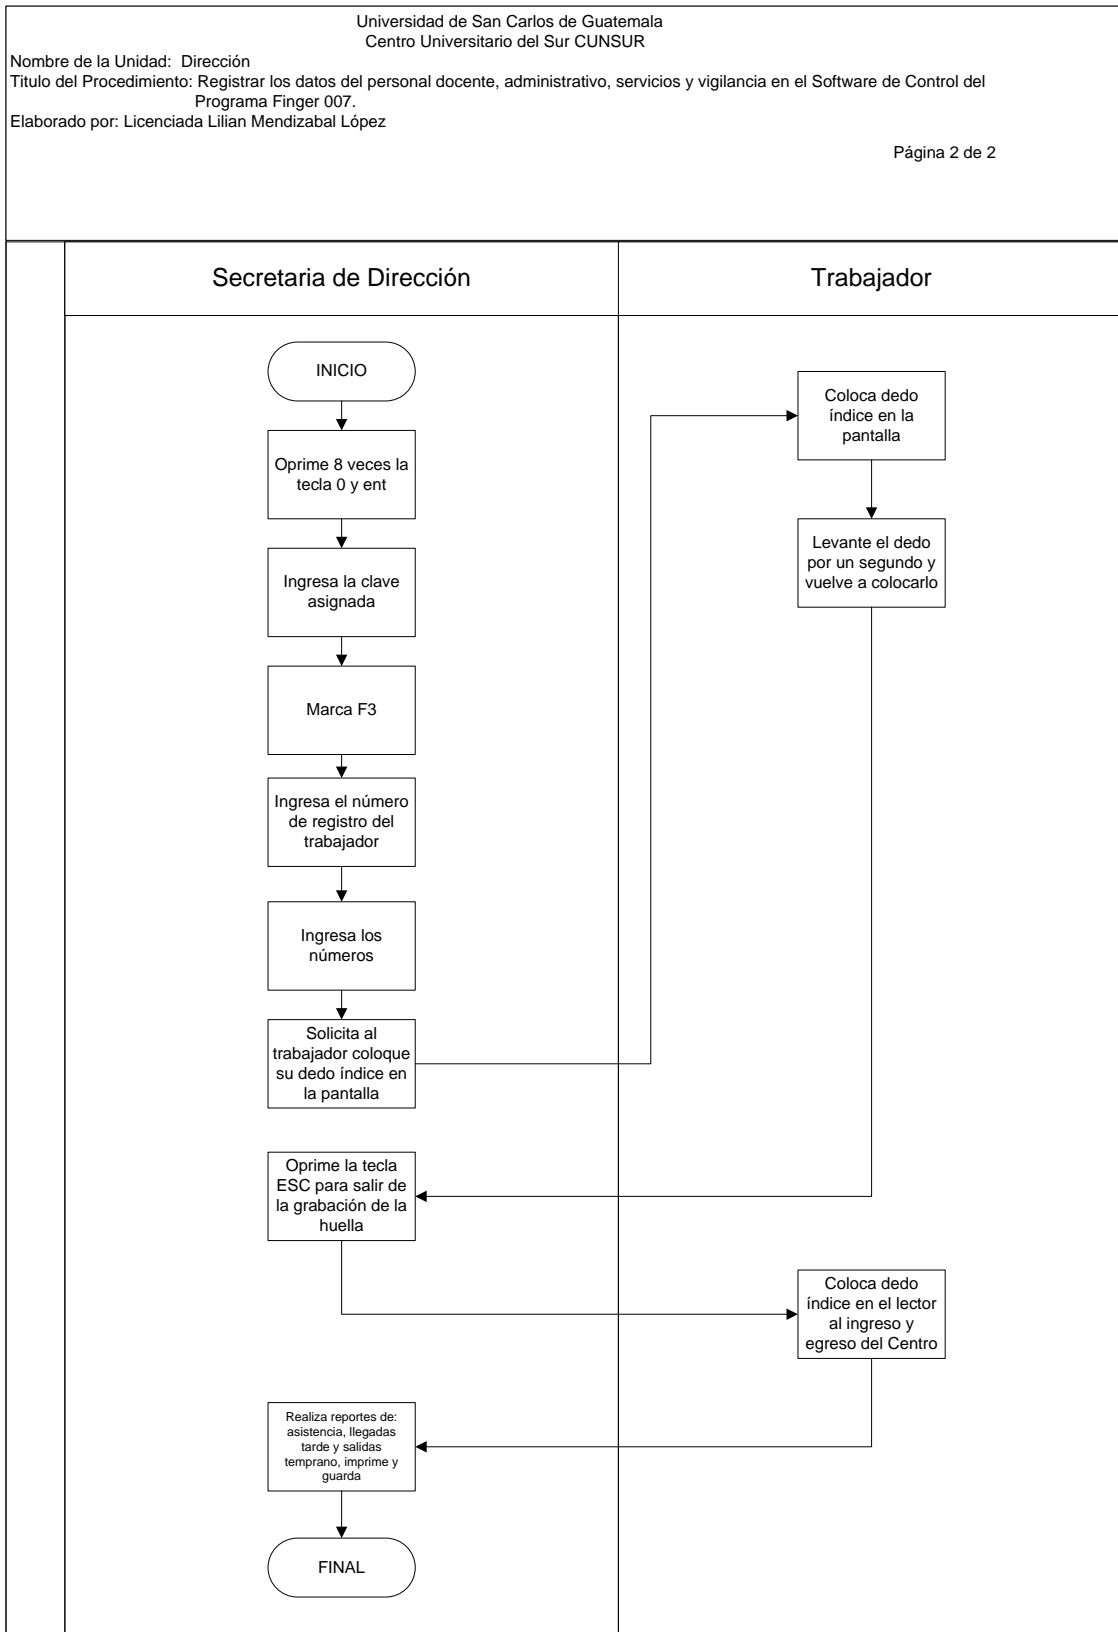 Universidad de San Carlos de Guatemala
Centro Universitario del Sur CUNSUR
Nombre de la Unidad:  Dirección
Titulo del Procedimiento: Registrar los datos del personal docente, administrativo, servicios y vigilancia en el Software de Control del
Programa Finger 007.
Elaborado por: Licenciada Lilian Mendizabal López
Página 2 de 2
Secretaria de Dirección
Trabajador
INICIO
Oprime 8 veces la
tecla 0 y ent
Ingresa la clave
asignada
Marca F3
Ingresa el número
de registro del
trabajador
Ingresa los
números
Solicita al
trabajador coloque
su dedo índice en
la pantalla
Coloca dedo
índice en la
pantalla
Levante el dedo
por un segundo y
vuelve a colocarlo
Oprime la tecla
ESC para salir de
la grabación de la
huella
Coloca dedo
índice en el lector
al ingreso y
egreso del Centro
Realiza reportes de:
asistencia, llegadas
tarde y salidas
temprano, imprime y
guarda
FINAL